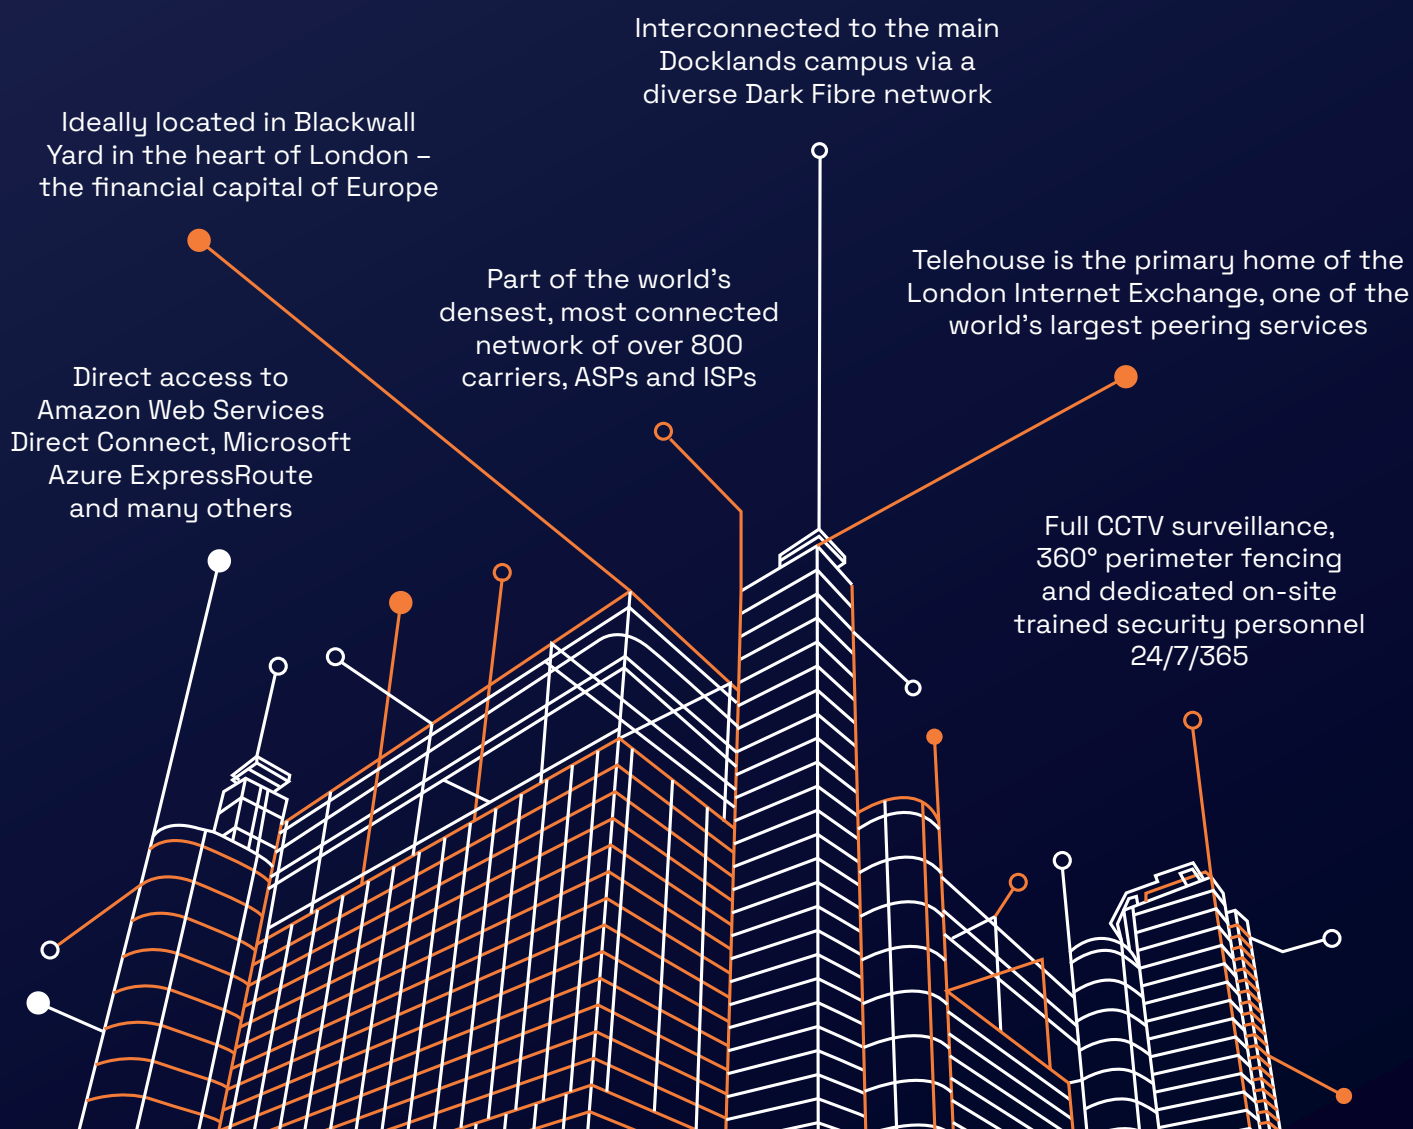 Interconnected to the main
Docklands campus via a
diverse Dark Fibre network
Ideally located in Blackwall
Yard in the heart of London –
the financial capital of Europe
Telehouse is the primary home of the
London Internet Exchange, one of the
world's largest peering services
Part of the world's
densest, most connected
network of over 800
carriers, ASPs and ISPs
Direct access to
Amazon Web Services
Direct Connect, Microsoft
Azure ExpressRoute
and many others
Full CCTV surveillance,
360° perimeter fencing
and dedicated on-site
trained security personnel
24/7/365